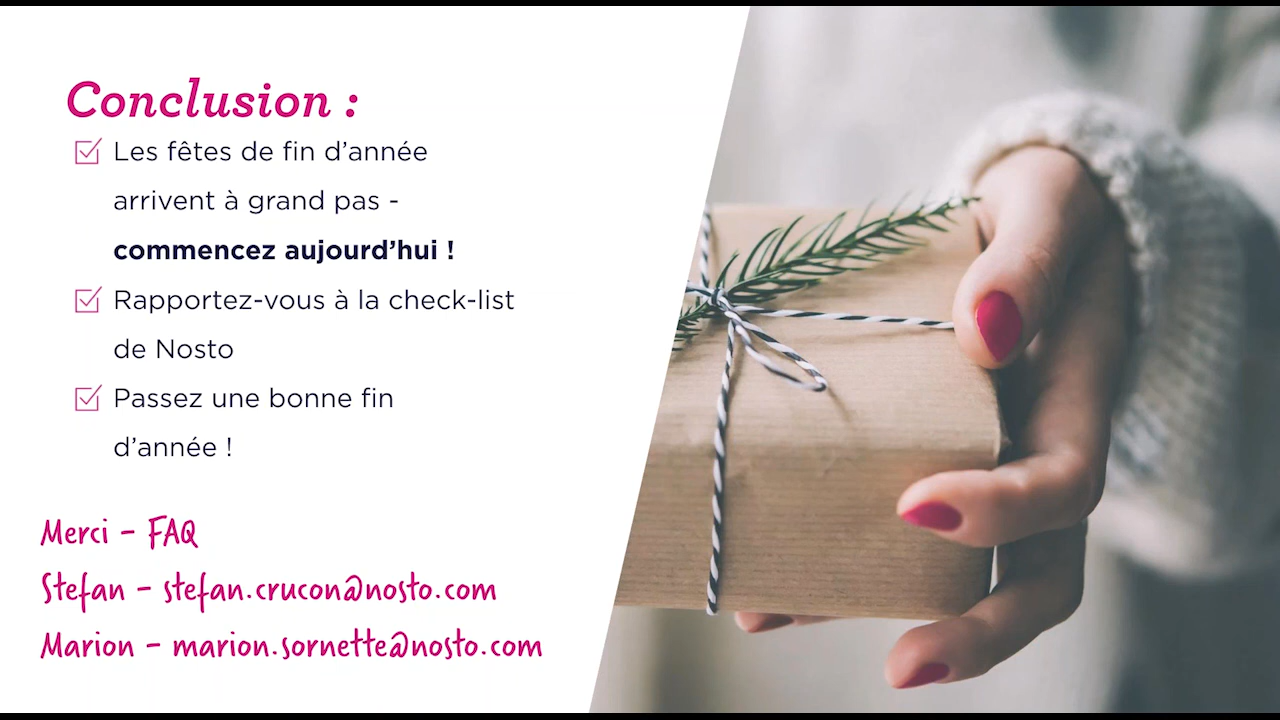 Conclusion :
Les fêtes de fin d’année
arrivent à grand pas -
commencez aujourd’hui !
Rapportez-vous à la check-list
de Nosto
Passez une bonne fin
d’année !
Merci - FAQ
Stefan - stefan.crucon@nosto.com
Marion - marion.sornette@nosto.com